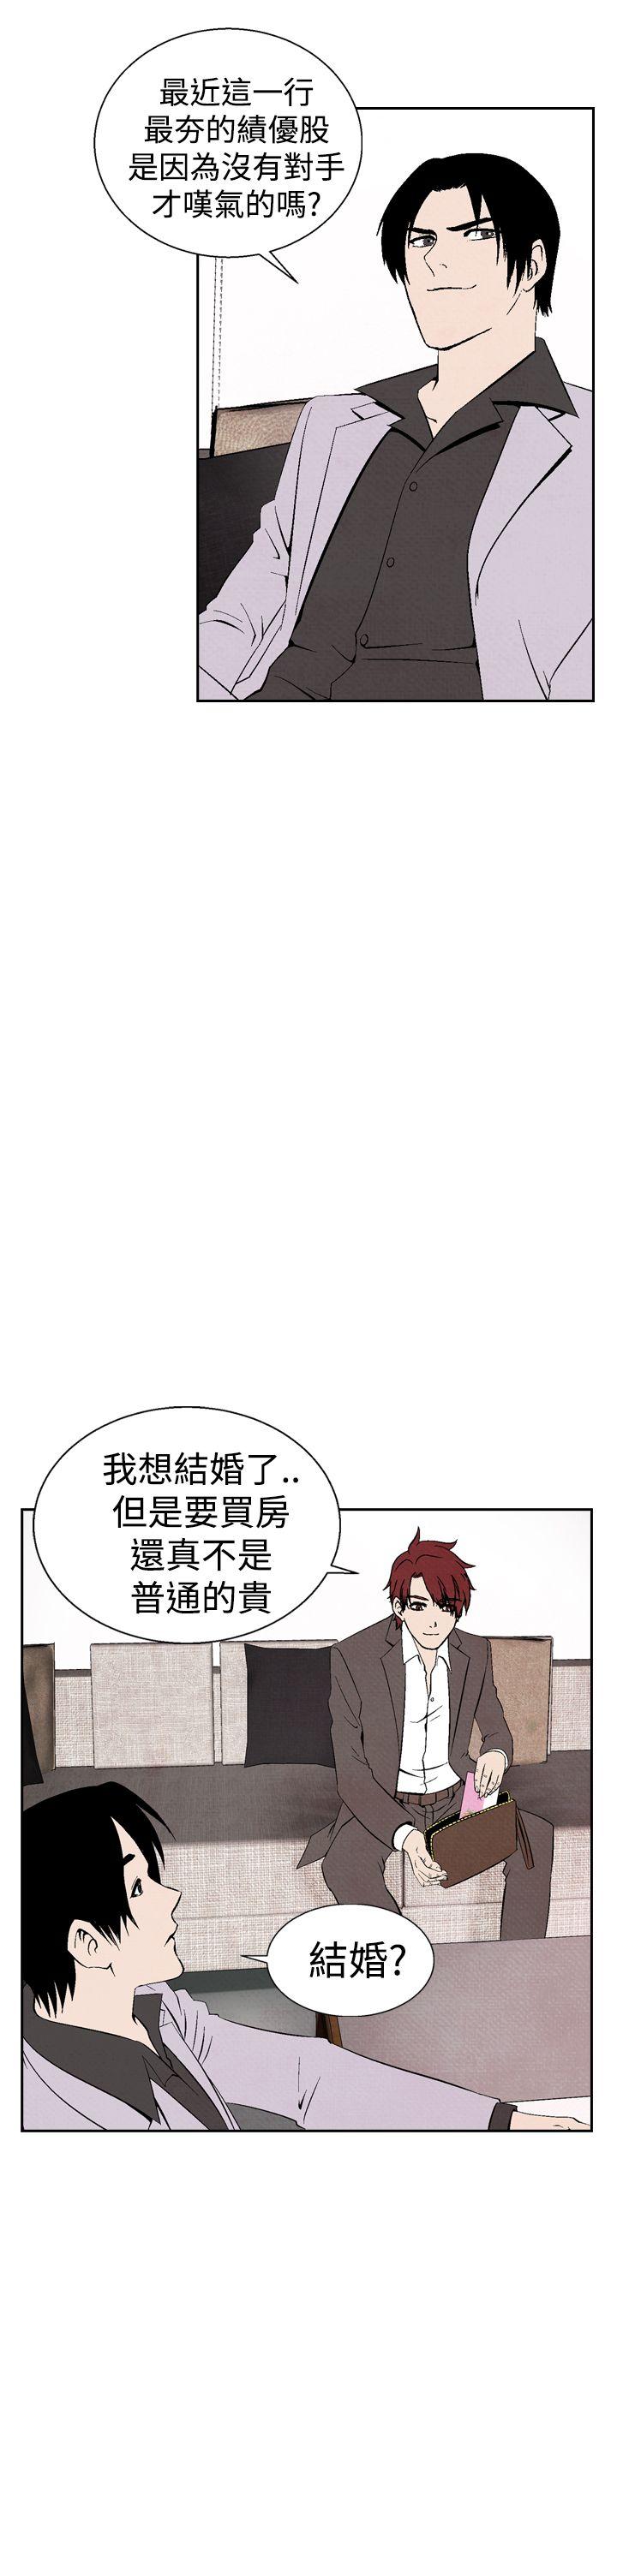 最近這一行
最夯的績優股
是因為沒有對手
才嘆氣的嗎?
我想結婚了..
但是要買房
還真不是
普通的貴
結婚?